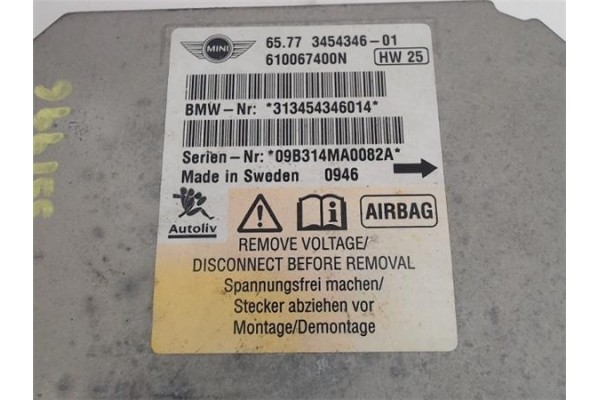 MINI
65.77 3454346-01
610067400N
HW 25
BMW-Nr: *313454346014*
Serien-Nr: *09B314MA0082A*
Made in Sweden 0946
Autoliv
AIRBAG
REMOVE VOLTAGE/
DISCONNECT BEFORE REMOVAL
Spannungsfrei machen/
Stecker abziehen vor
Montage/Demontage